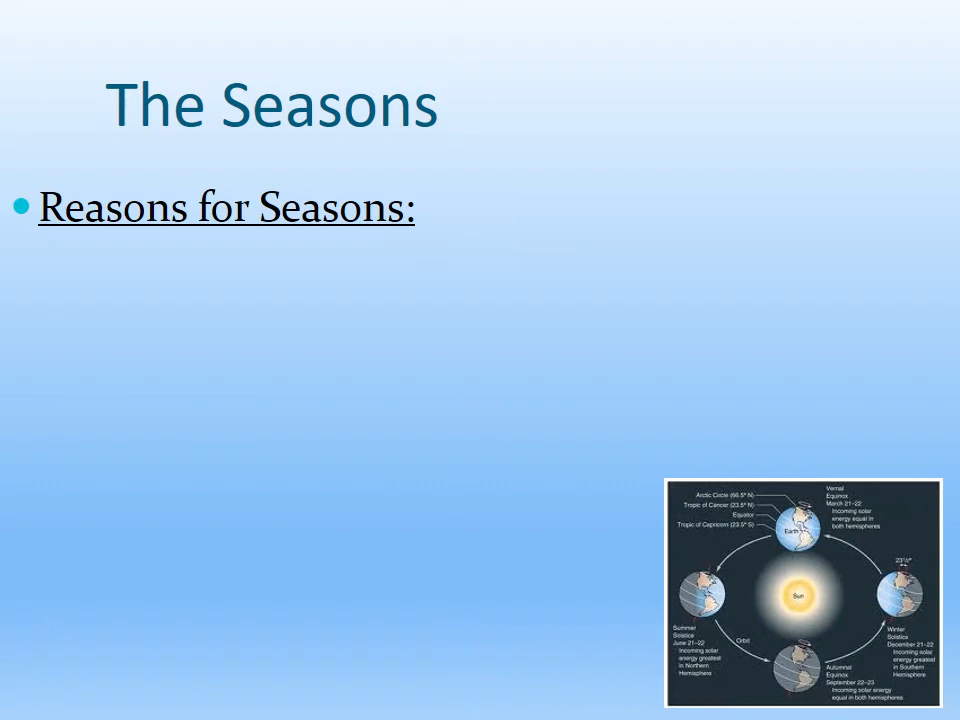 The Seasons
Reasons for Seasons:
Arctic Circle (66.5° N)
Tropic of Cancer (23.5° N)
Equator
Tropic of Capricorn (23.5° S)
Earth
Vernal
Equinox
March 21–22
Incoming solar
energy equal in
both hemispheres
23½°
Sun
Summer
Solstice
June 21–22
Incoming solar
energy greatest
in Northern
Hemisphere
Orbit
Winter
Solstice
December 21–22
Incoming solar
energy greatest
in Southern
Hemisphere
Autumnal
Equinox
September 22–23
Incoming solar energy
equal in both hemispheres